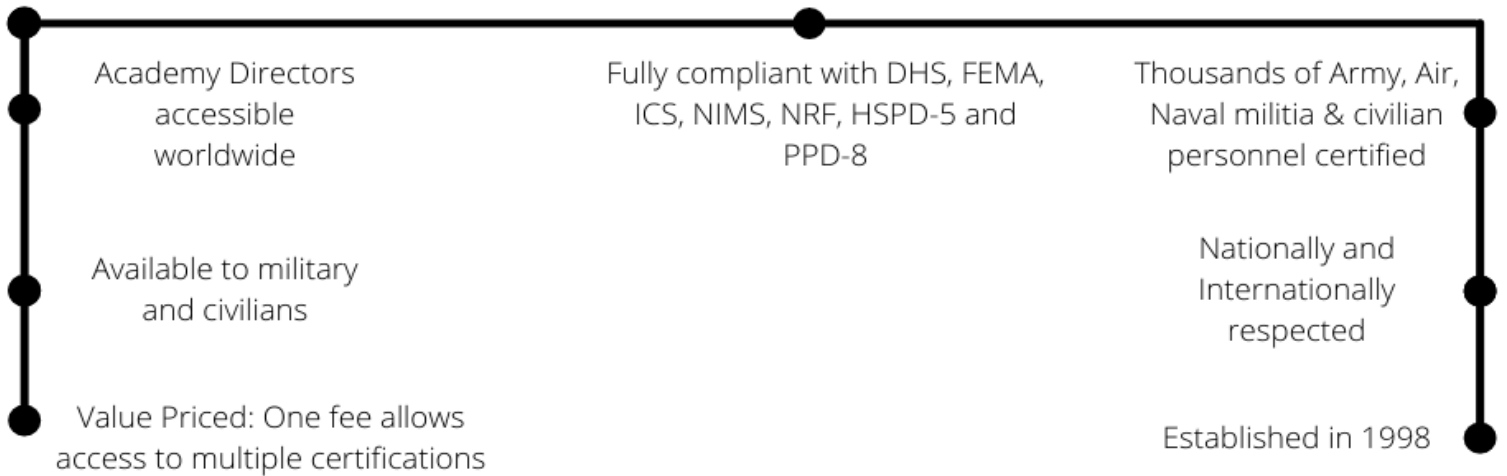 Academy Directors
accessible
worldwide
Available to military
and civilians
Value Priced: One fee allows
access to multiple certifications
Fully compliant with DHS, FEMA,
ICS, NIMS, NRF, HSPD-5 and
PPD-8
Thousands of Army, Air,
Naval militia & civilian
personnel certified
Nationally and
Internationally
respected
Established in 1998